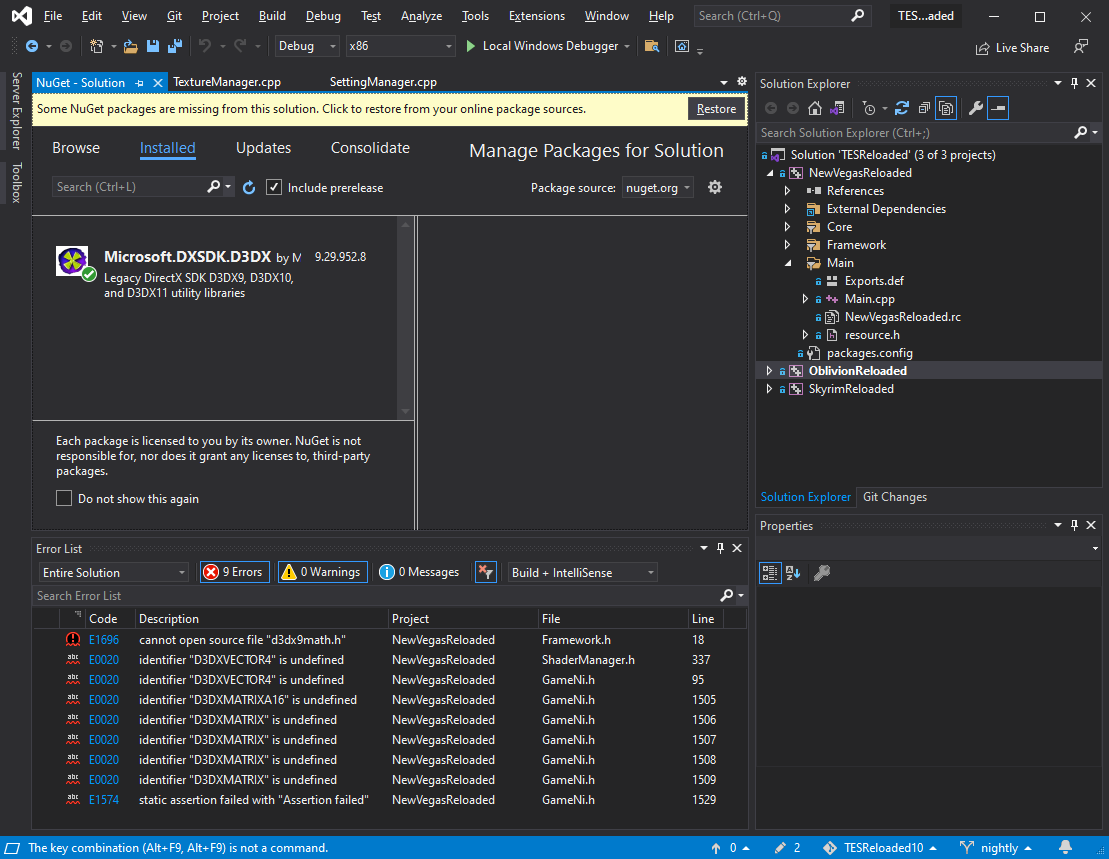 File Edit View Git Project Build Debug Test Analyze Tools Extensions Window Help Search (Ctrl+Q) TES...aded
Debug x86 Local Windows Debugger Live Share
Server Explorer
Toolbox
NuGet - Solution TextureManager.cpp SettingManager.cpp
Some NuGet packages are missing from this solution. Click to restore from your online package sources. Restore
Browse Installed Updates Consolidate Manage Packages for Solution
Search (Ctrl+L) Include prerelease Package source: nuget.org
Microsoft.DXSDK.D3DX by M 9.29.952.8
Legacy DirectX SDK D3DX9, D3DX10,
and D3DX11 utility libraries
Each package is licensed to you by its owner. NuGet is not
responsible for, nor does it grant any licenses to, third-party
packages.
Do not show this again
Solution Explorer
Search Solution Explorer (Ctrl+;)
Solution 'TESReloaded' (3 of 3 projects)
NewVegasReloaded
References
External Dependencies
Core
Framework
Main
Exports.def
Main.cpp
NewVegasReloaded.rc
resource.h
packages.config
OblivionReloaded
SkyrimReloaded
Solution Explorer Git Changes
Properties
Error List
Entire Solution 9 Errors 0 Warnings 0 Messages Build + IntelliSense
Search Error List
Code Description Project File Line
E1696 cannot open source file "d3dx9math.h" NewVegasReloaded Framework.h 18
abc E0020 identifier "D3DXVECTOR4" is undefined NewVegasReloaded ShaderManager.h 337
abc E0020 identifier "D3DXVECTOR4" is undefined NewVegasReloaded GameNi.h 95
abc E0020 identifier "D3DXMATRIXA16" is undefined NewVegasReloaded GameNi.h 1505
abc E0020 identifier "D3DXMATRIX" is undefined NewVegasReloaded GameNi.h 1506
abc E0020 identifier "D3DXMATRIX" is undefined NewVegasReloaded GameNi.h 1507
abc E0020 identifier "D3DXMATRIX" is undefined NewVegasReloaded GameNi.h 1508
abc E0020 identifier "D3DXMATRIX" is undefined NewVegasReloaded GameNi.h 1509
abc E1574 static assertion failed with "Assertion failed" NewVegasReloaded GameNi.h 1529
The key combination (Alt+F9, Alt+F9) is not a command. 0 2 TESReloaded10 nightly